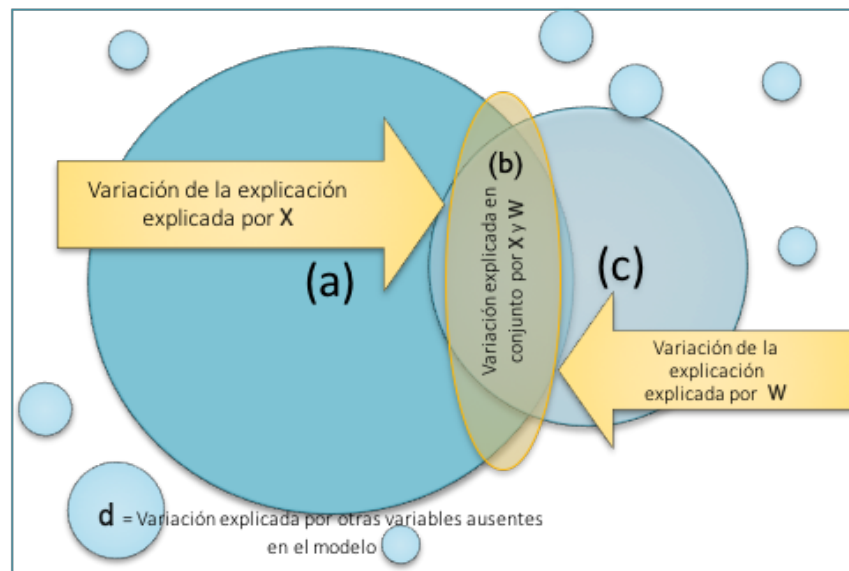 Variación de la explicación
explicada por X
(a)
(b)
Variación explicada en
conjunto por X y W
(c)
Variación de la
explicación
explicada por W
d = Variación explicada por otras variables ausentes
en el modelo